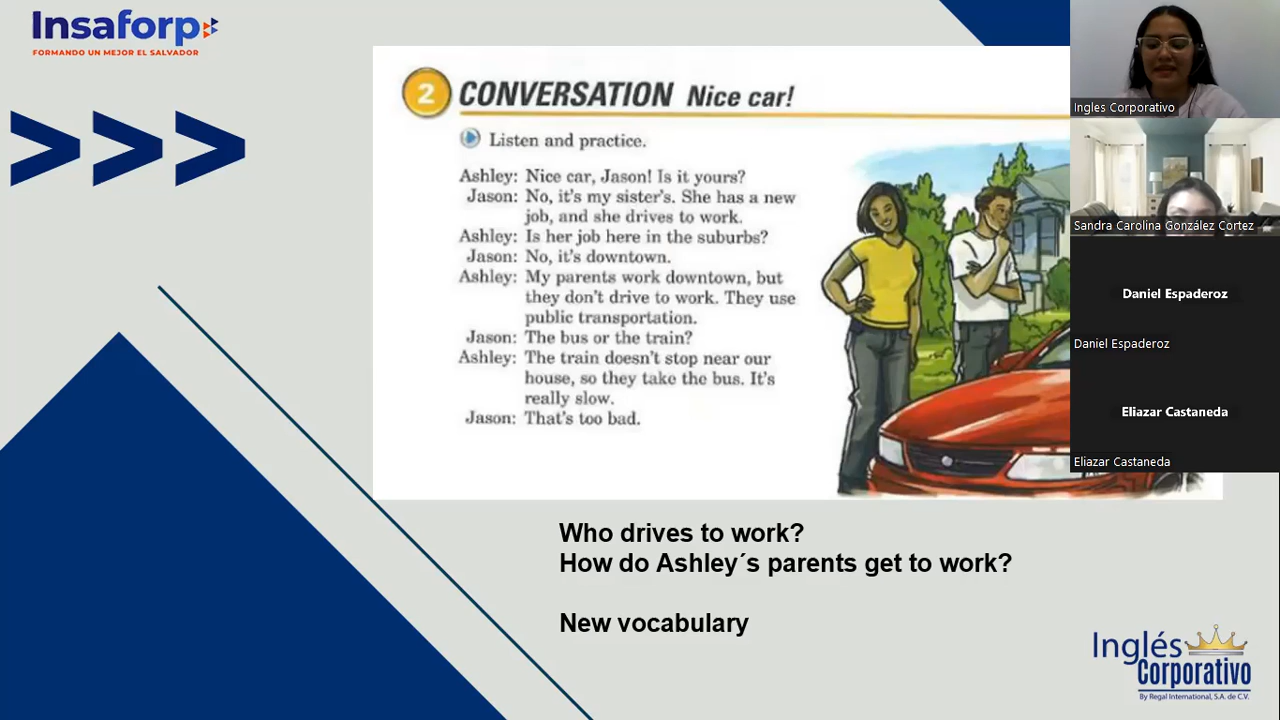 Insaforp
FORMANDO UN MEJOR EL SALVADOR
2 CONVERSATION Nice car!
Listen and practice.
Ashley: Nice car, Jason! Is it yours?
Jason: No, it's my sister's. She has a new
job, and she drives to work.
Ashley: Is her job here in the suburbs?
Jason: No, it's downtown.
Ashley: My parents work downtown, but
they don't drive to work. They use
public transportation.
Jason: The bus or the train?
Ashley: The train doesn't stop near our
house, so they take the bus. It's
really slow.
Jason: That's too bad.
Who drives to work?
How do Ashley´s parents get to work?
New vocabulary
Ingles Corporativo
Sandra Carolina González Cortez
Daniel Espaderoz
Daniel Espaderoz
Eliazar Castaneda
Eliazar Castaneda
Inglés
Corporativo
By Regal International, S.A. de C.V.